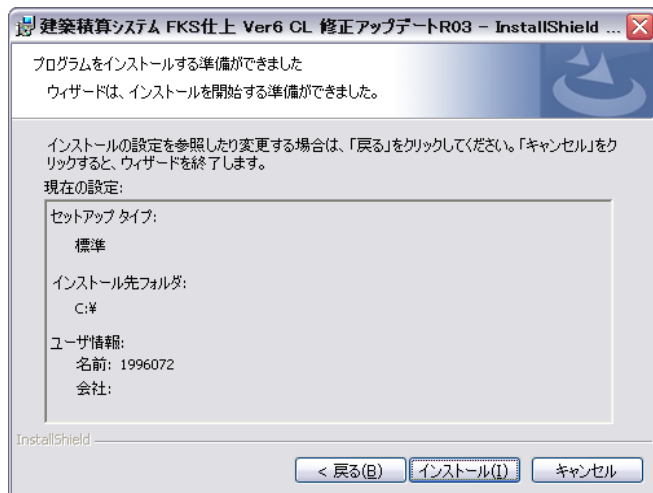 建築積算システム FKS仕上 Ver6 CL 修正アップデートR03 - InstallShield ...
プログラムをインストールする準備ができました
ウィザードは、インストールを開始する準備ができました。
インストールの設定を参照したり変更する場合は、「戻る」をクリックしてください。「キャンセル」をク
リックすると、ウィザードを終了します。
現在の設定:
セットアップ タイプ:
標準
インストール先フォルダ:
C:¥
ユーザ情報:
名前: 1996072
会社:
InstallShield
< 戻る(B)
インストール(I)
キャンセル